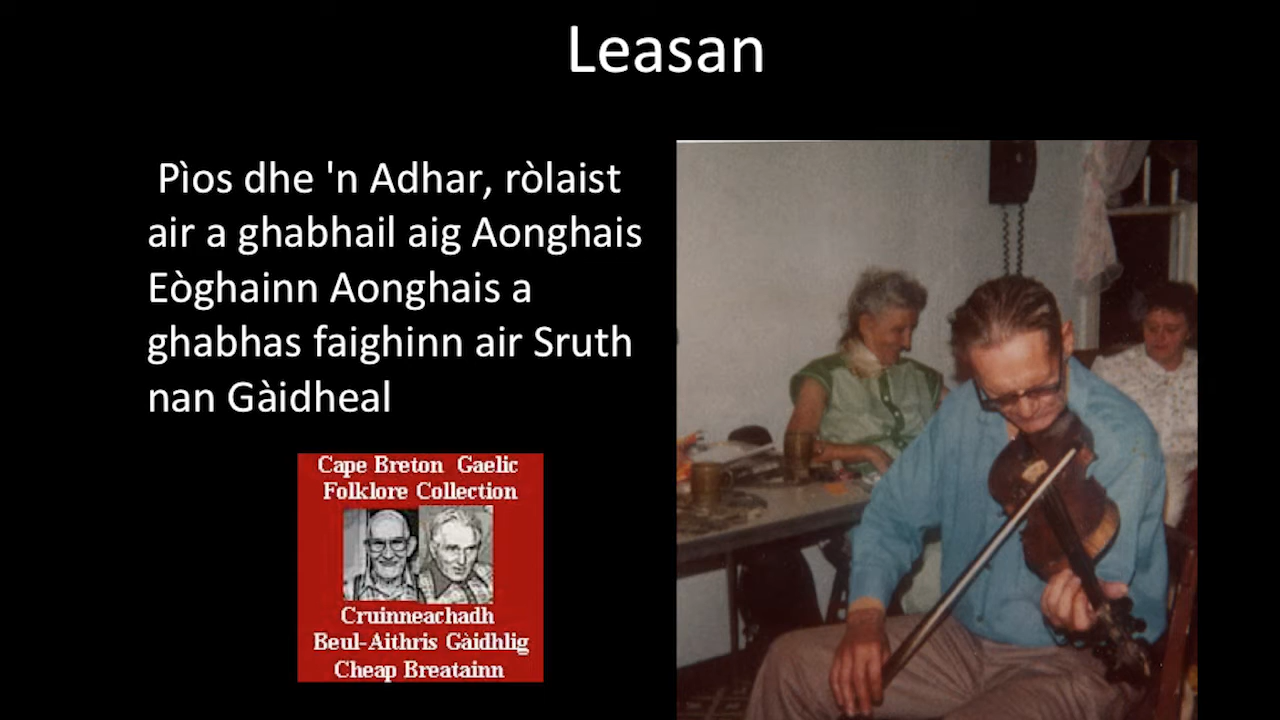 Leasan
Pìos dhe 'n Adhar, ròlaist
air a ghabhail aig Aonghais
Eòghainn Aonghais a
ghabhas faighinn air Sruth
nan Gàidheal
Cape Breton Gaelic
Folklore Collection
Cruinneachadh
Beul-Aithris Gàidhlig
Cheap Breatainn